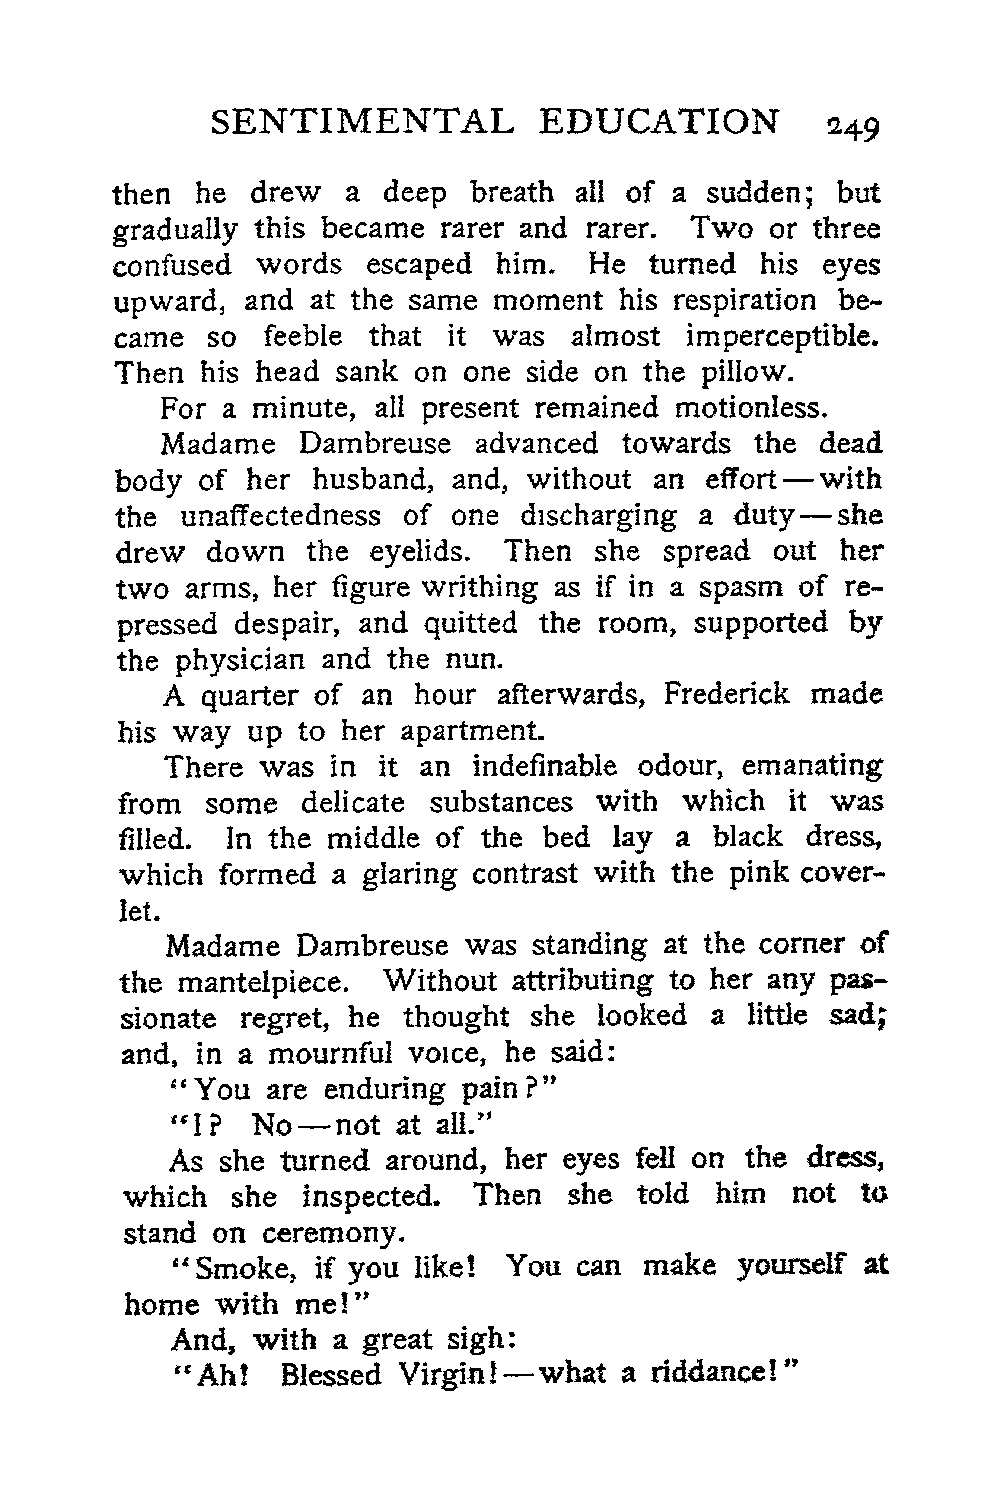 SENTIMENTAL EDUCATION 249
then he drew a deep breath all of a sudden; but
gradually this became rarer and rarer. Two or three
confused words escaped him. He turned his eyes
upward, and at the same moment his respiration be-
came so feeble that it was almost imperceptible.
Then his head sank on one side on the pillow.
For a minute, all present remained motionless.
Madame Dambreuse advanced towards the dead
body of her husband, and, without an effort—with
the unaffectedness of one discharging a duty—she
drew down the eyelids. Then she spread out her
two arms, her figure writhing as if in a spasm of re-
pressed despair, and quitted the room, supported by
the physician and the nun.
A quarter of an hour afterwards, Frederick made
his way up to her apartment.
There was in it an indefinable odour, emanating
from some delicate substances with which it was
filled. In the middle of the bed lay a black dress,
which formed a glaring contrast with the pink cover-
let.
Madame Dambreuse was standing at the corner of
the mantelpiece. Without attributing to her any pas-
sionate regret, he thought she looked a little sad;
and, in a mournful voice, he said:
"You are enduring pain?"
"I? No—not at all."
As she turned around, her eyes fell on the dress,
which she inspected. Then she told him not to
stand on ceremony.
"Smoke, if you like! You can make yourself at
home with me!"
And, with a great sigh:
"Ah! Blessed Virgin!—what a riddance!"